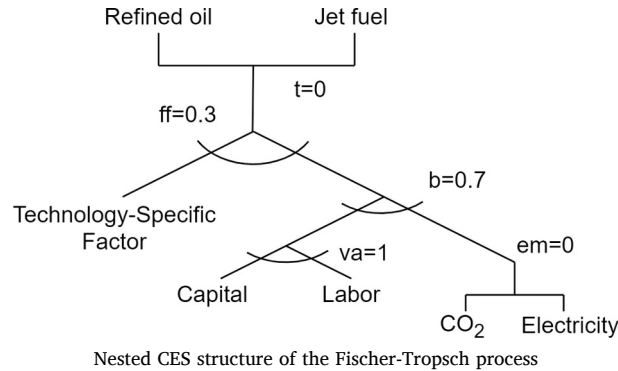 Refined oil
Jet fuel
t=0
ff=0.3
b=0.7
Technology-Specific
Factor
va=1
em=0
Capital
Labor
CO₂
Electricity
Nested CES structure of the Fischer-Tropsch process